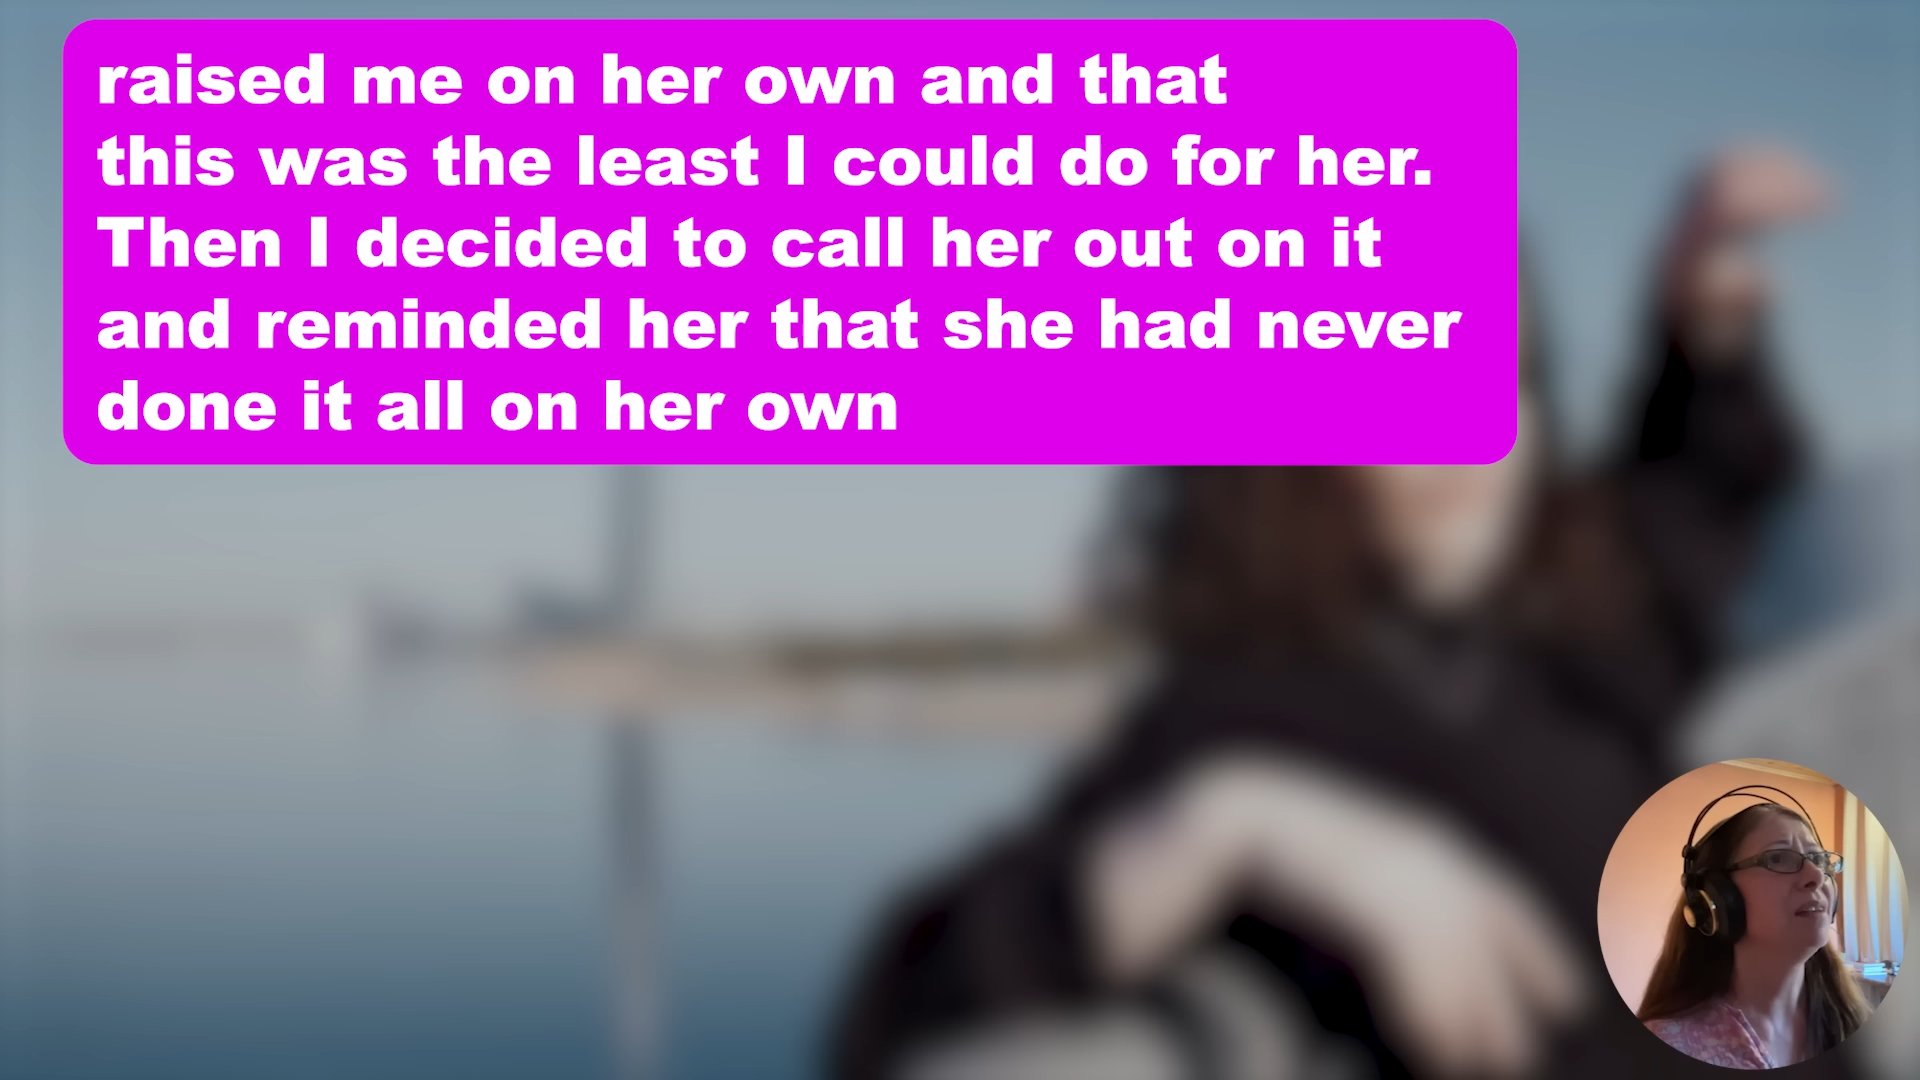 raised me on her own and that
this was the least I could do for her.
Then I decided to call her out on it
and reminded her that she had never
done it all on her own